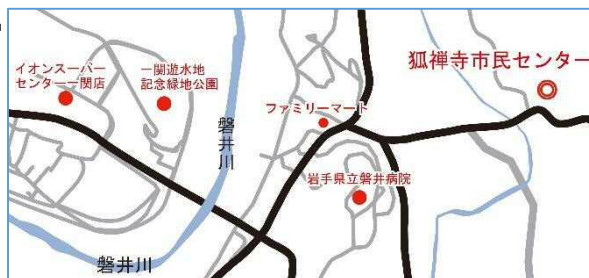 イオンスーパー
センター一関店
一関遊水地
記念緑地公園
狐禅寺市民センター
ファミリーマート
磐井川
岩手県立磐井病院
磐井川